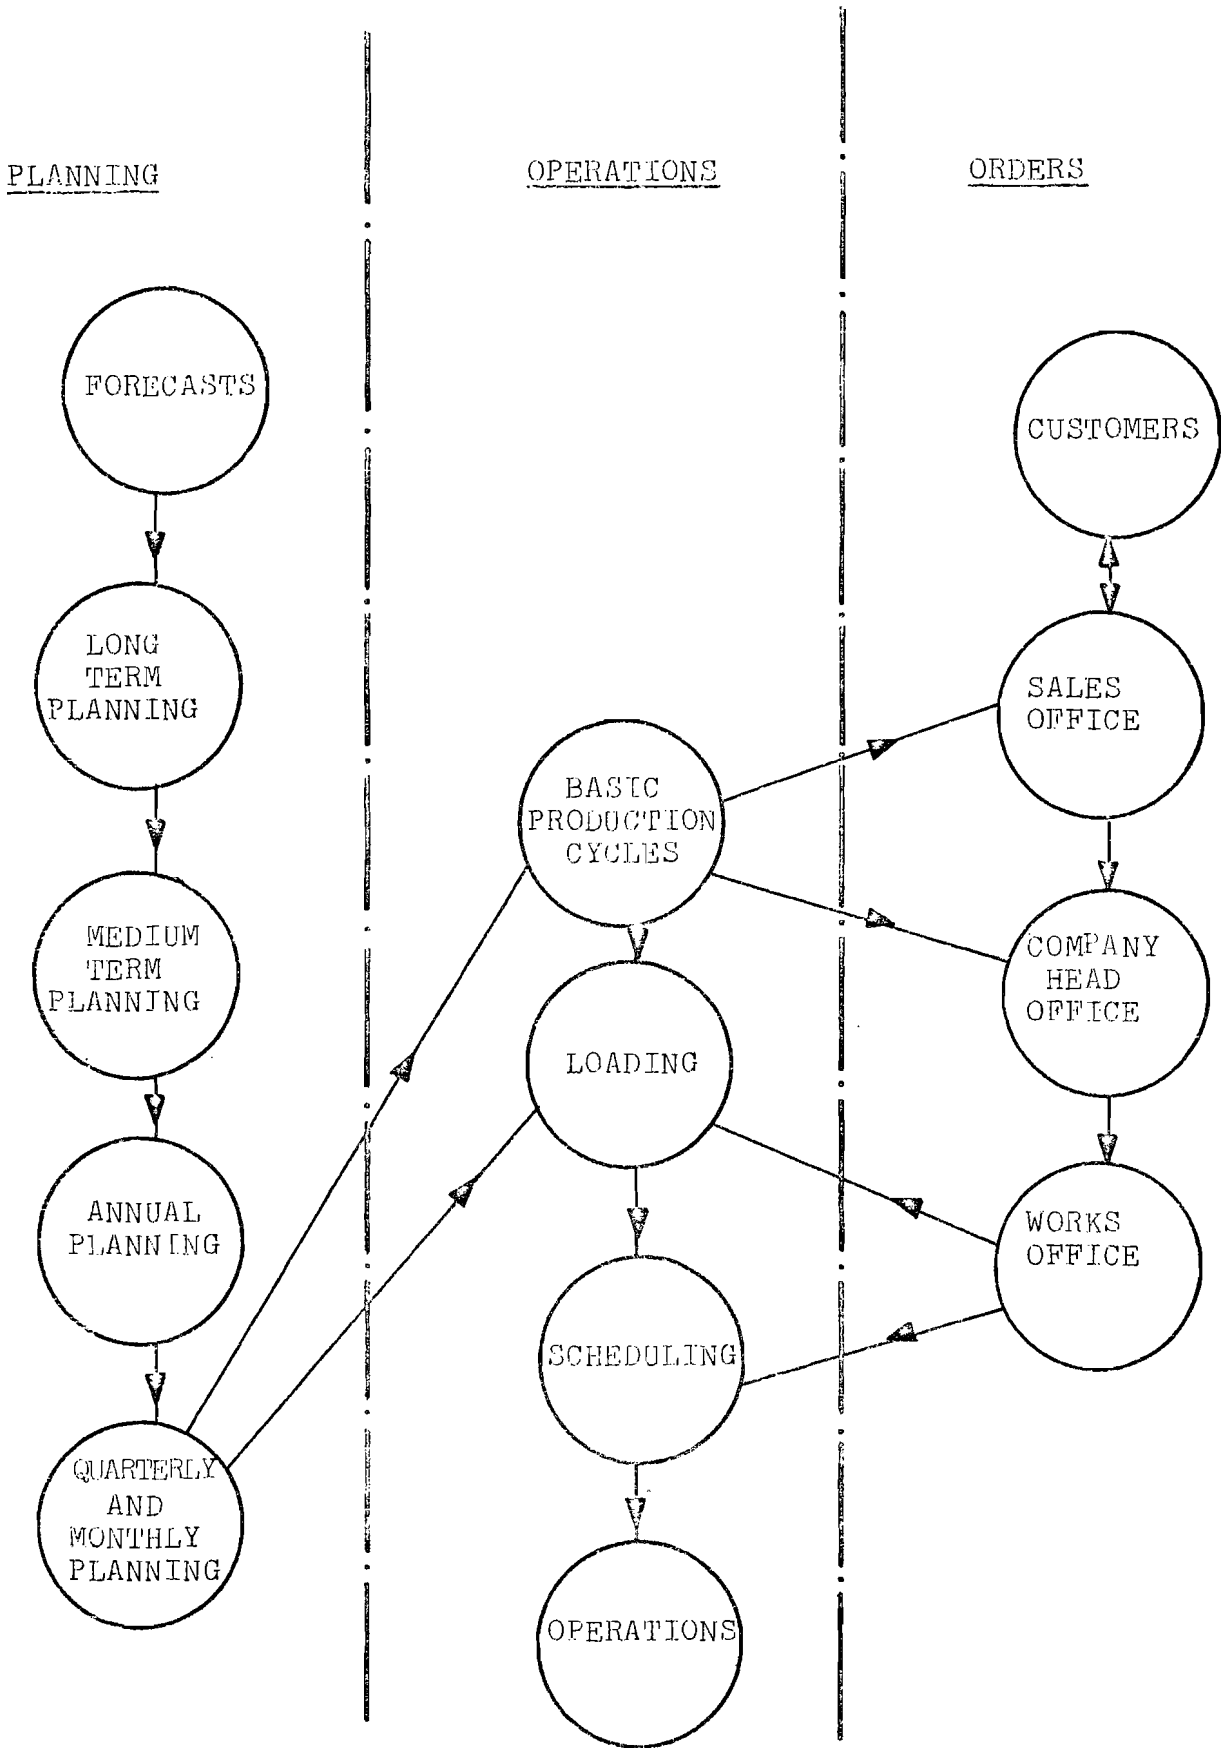 PLANNING
OPERATIONS
ORDERS
FORECASTS
LONG
TERM
PLANNING
MEDIUM
TERM
PLANNING
ANNUAL
PLANNING
QUARTERLY
AND
MONTHLY
PLANNING
BASIC
PRODUCTION
CYCLES
LOADING
SCHEDULING
OPERATIONS
CUSTOMERS
SALES
OFFICE
COMPANY
HEAD
OFFICE
WORKS
OFFICE